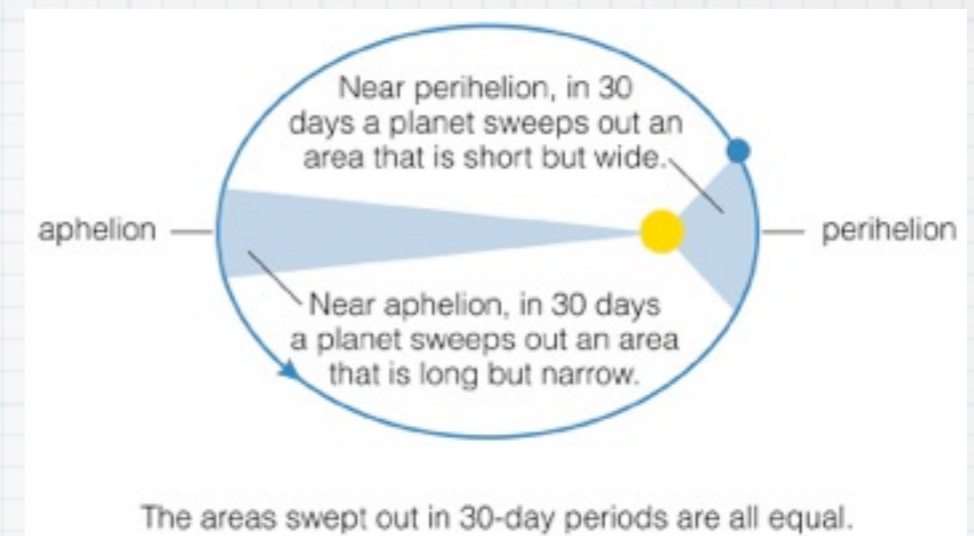 Near perihelion, in 30
days a planet sweeps out an
area that is short but wide.
aphelion
perihelion
Near aphelion, in 30 days
a planet sweeps out an area
that is long but narrow.
The areas swept out in 30-day periods are all equal.